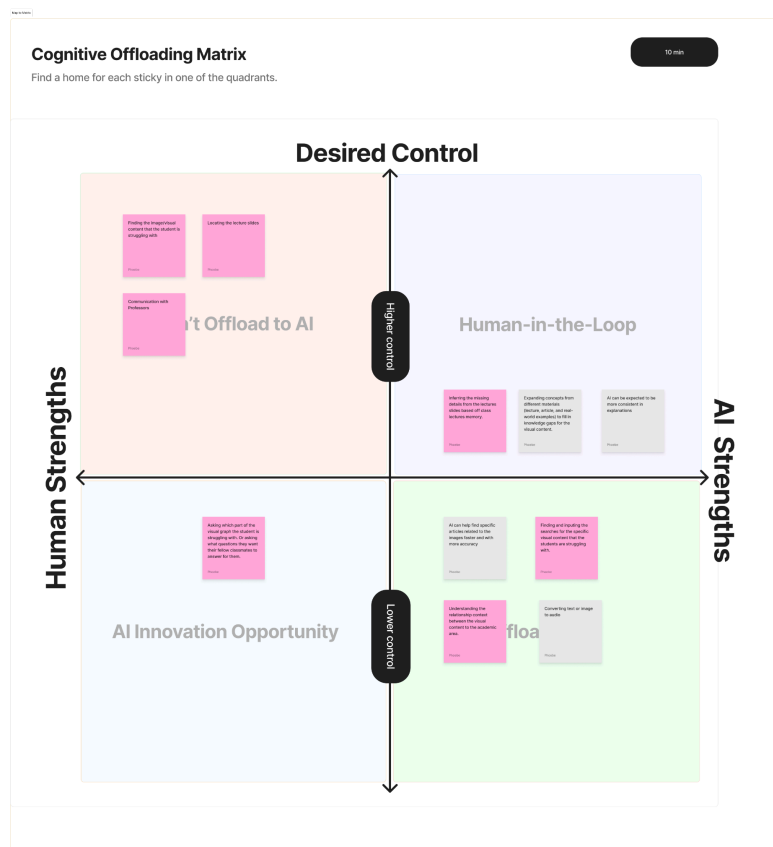 Cognitive Offloading Matrix
10 min
Find a home for each sticky in one of the quadrants.
Desired Control
Finding the image/visual
content that the student is
struggling with
Locating the lecture slides
Communication with
Professors
n't Offload to AI
Higher control
Human-in-the-Loop
Inferring the missing
details from the lectures
slides based off class
lectures memory.
Expanding concepts from
different materials
(lecture, article, and real-
world examples) to fill in
knowledge gaps for the
visual content.
AI can be expected to be
more consistent in
explanations
Human Strengths
AI Strengths
Asking which part of the
visual graph the student is
struggling with. Or asking
what questions they want
their fellow classmates to
answer for them.
AI can help find specific
articles related to the
images faster and with
more accuracy
Finding and inputing the
searches for the specific
visual content that the
students are struggling
with.
AI Innovation Opportunity
Lower control
Understanding the
relationship context
between the visual
content to the academic
area.
ffloa
Converting text or image
to audio